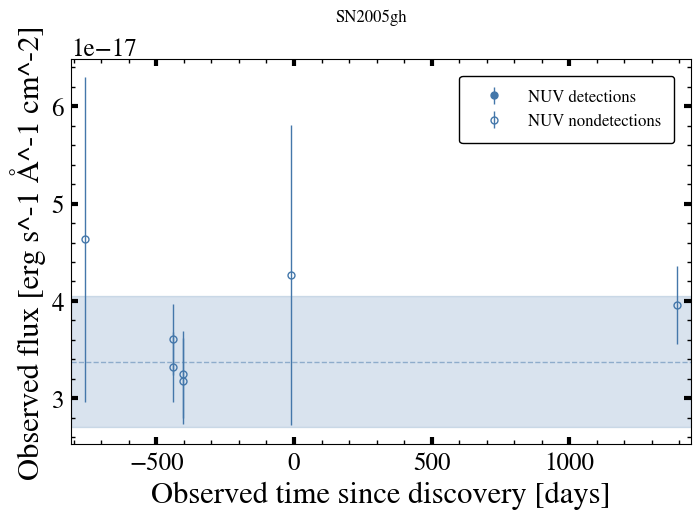 SN2005gh
1e−17
NUV detections
NUV nondetections
6
5
4
3
Observed flux [erg s^-1 Å^-1 cm^-2]
−500 0 500 1000
Observed time since discovery [days]